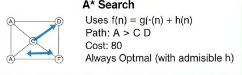 A* Search
Uses f(n) = g(-(n) + h(n)
Path: A > C D
Cost: 80
Always Optmal (with admisible h)
A
D
A
F